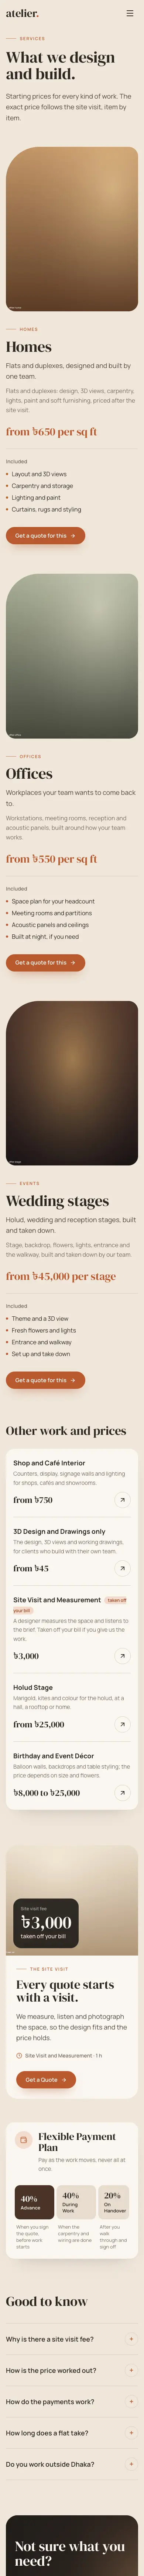 atelier.
SERVICES
What we design
and build.
Starting prices for every kind of work. The
exact price follows the site visit, item by
item.
HOMES
Homes
Flats and duplexes, designed and built by
one team.
Flats and duplexes: design, 3D views, carpentry,
lights, paint and soft furnishing, priced after the
site visit.
from ৳650 per sq ft
Included
Layout and 3D views
Carpentry and storage
Lighting and paint
Curtains, rugs and styling
Get a quote for this →
OFFICES
Offices
Workplaces your team wants to come back
to.
Workstations, meeting rooms, reception and
acoustic panels, built around how your team
works.
from ৳550 per sq ft
Included
Space plan for your headcount
Meeting rooms and partitions
Acoustic panels and ceilings
Built at night, if you need
Get a quote for this →
EVENTS
Wedding stages
Holud, wedding and reception stages, built
and taken down.
Stage, backdrop, flowers, lights, entrance and
the walkway, built and taken down by our team.
from ৳45,000 per stage
Included
Theme and a 3D view
Fresh flowers and lights
Entrance and walkway
Set up and take down
Get a quote for this →
Other work and prices
Shop and Café Interior
Counters, display, signage walls and lighting
for shops, cafés and showrooms.
from ৳750
3D Design and Drawings only
The design, 3D views and working drawings,
for clients who build with their own team.
from ৳45
Site Visit and Measurement taken off
your bill
A designer measures the space and listens to
the brief. Taken off your bill if you give us the
work.
৳3,000
Holud Stage
Marigold, kites and colour for the holud, at a
hall, a rooftop or home.
from ৳25,000
Birthday and Event Décor
Balloon walls, backdrops and table styling; the
price depends on size and flowers.
৳8,000 to ৳25,000
Site visit fee
৳3,000
taken off your bill
THE SITE VISIT
Every quote starts
with a visit.
We measure, listen and photograph
the space, so the design fits and the
price holds.
Site Visit and Measurement · 1 h
Get a Quote →
Flexible Payment
Plan
Pay as the work moves, never all at
once.
40%
Advance
40%
During
Work
20%
On
Handover
When you sign
the quote,
before work
starts
When the
carpentry and
wiring are done
After you
walk
through and
sign off
Good to know
Why is there a site visit fee? +
How is the price worked out? +
How do the payments work? +
How long does a flat take? +
Do you work outside Dhaka? +
Not sure what you
need?